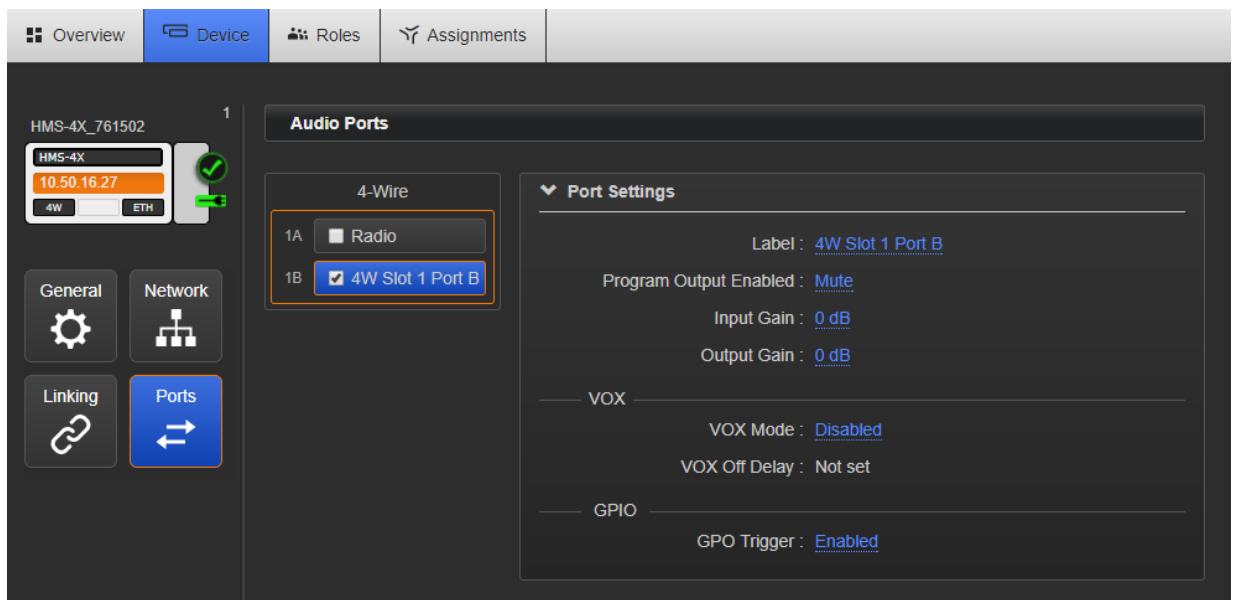 Overview Device Roles Assignments
HMS-4X_761502 1
HMS-4X
10.50.16.27
4W ETH
General Network
Linking Ports
Audio Ports
4-Wire
1A Radio
1B 4W Slot 1 Port B
Port Settings
Label : 4W Slot 1 Port B
Program Output Enabled : Mute
Input Gain : 0 dB
Output Gain : 0 dB
VOX
VOX Mode : Disabled
VOX Off Delay : Not set
GPIO
GPO Trigger : Enabled